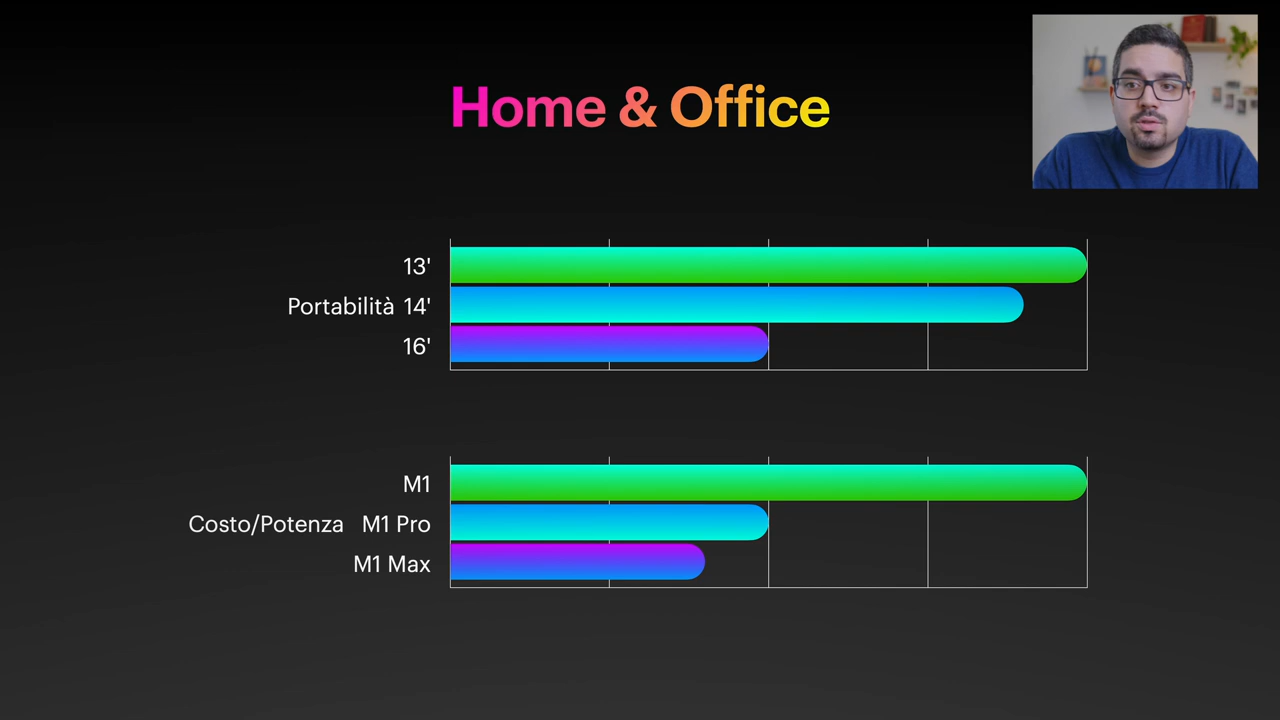 Home & Office
13'
Portabilità 14'
16'
M1
Costo/Potenza M1 Pro
M1 Max